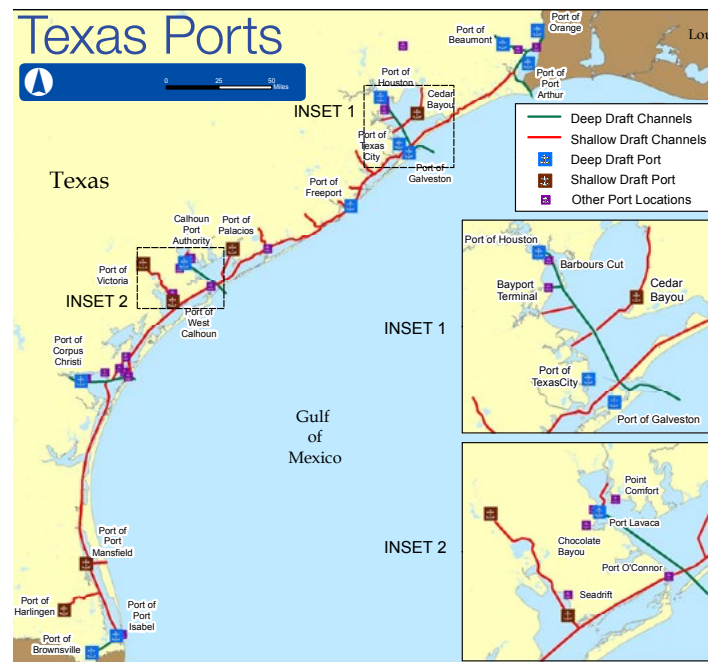 Texas Ports
0 25 50
Miles
Port of
Beaumont
Port of
Orange
Lou
Port of
Port
Arthur
Port of
Houston
Cedar
Bayou
INSET 1
Port of
Texas
City
Port of
Galveston
Deep Draft Channels
Shallow Draft Channels
Deep Draft Port
Shallow Draft Port
Other Port Locations
Texas
Port of
Freeport
Calhoun
Port
Authority
Port of
Palacios
Port of
Victoria
INSET 2
Port of
West
Calhoun
Port of
Corpus
Christi
Gulf
of
Mexico
Port of
Port
Mansfield
Port of
Harlingen
Port of
Port
Isabel
Port of
Brownsville
INSET 1
Port of Houston
Barbours Cut
Bayport
Terminal
Cedar
Bayou
Port of
TexasCity
Port of Galveston
INSET 2
Point
Comfort
Port Lavaca
Chocolate
Bayou
Port O'Connor
Seadrift